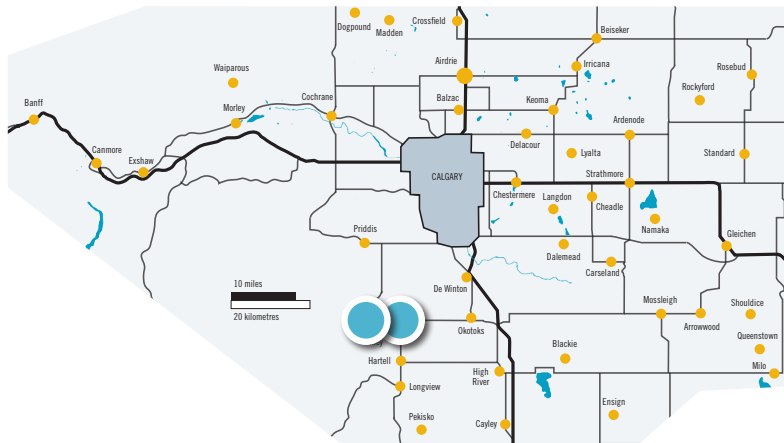 Dogpound
Madden
Crossfield
Beiseker
Waiparous
Airdrie
Irricana
Rosebud
Rockyford
Banff
Morley
Cochrane
Balzac
Keoma
Ardenode
Canmore
Exshaw
Delacour
Lyalta
Standard
CALGARY
Strathmore
Chestermere
Langdon
Cheadle
Namaka
Priddis
Gleichen
Dalemead
Carseland
10 miles
20 kilometres
De Winton
Mossleigh
Shouldice
Okotoks
Arrowwood
Queenstown
Hartell
High
River
Blackie
Milo
Longview
Ensign
Pekisko
Cayley